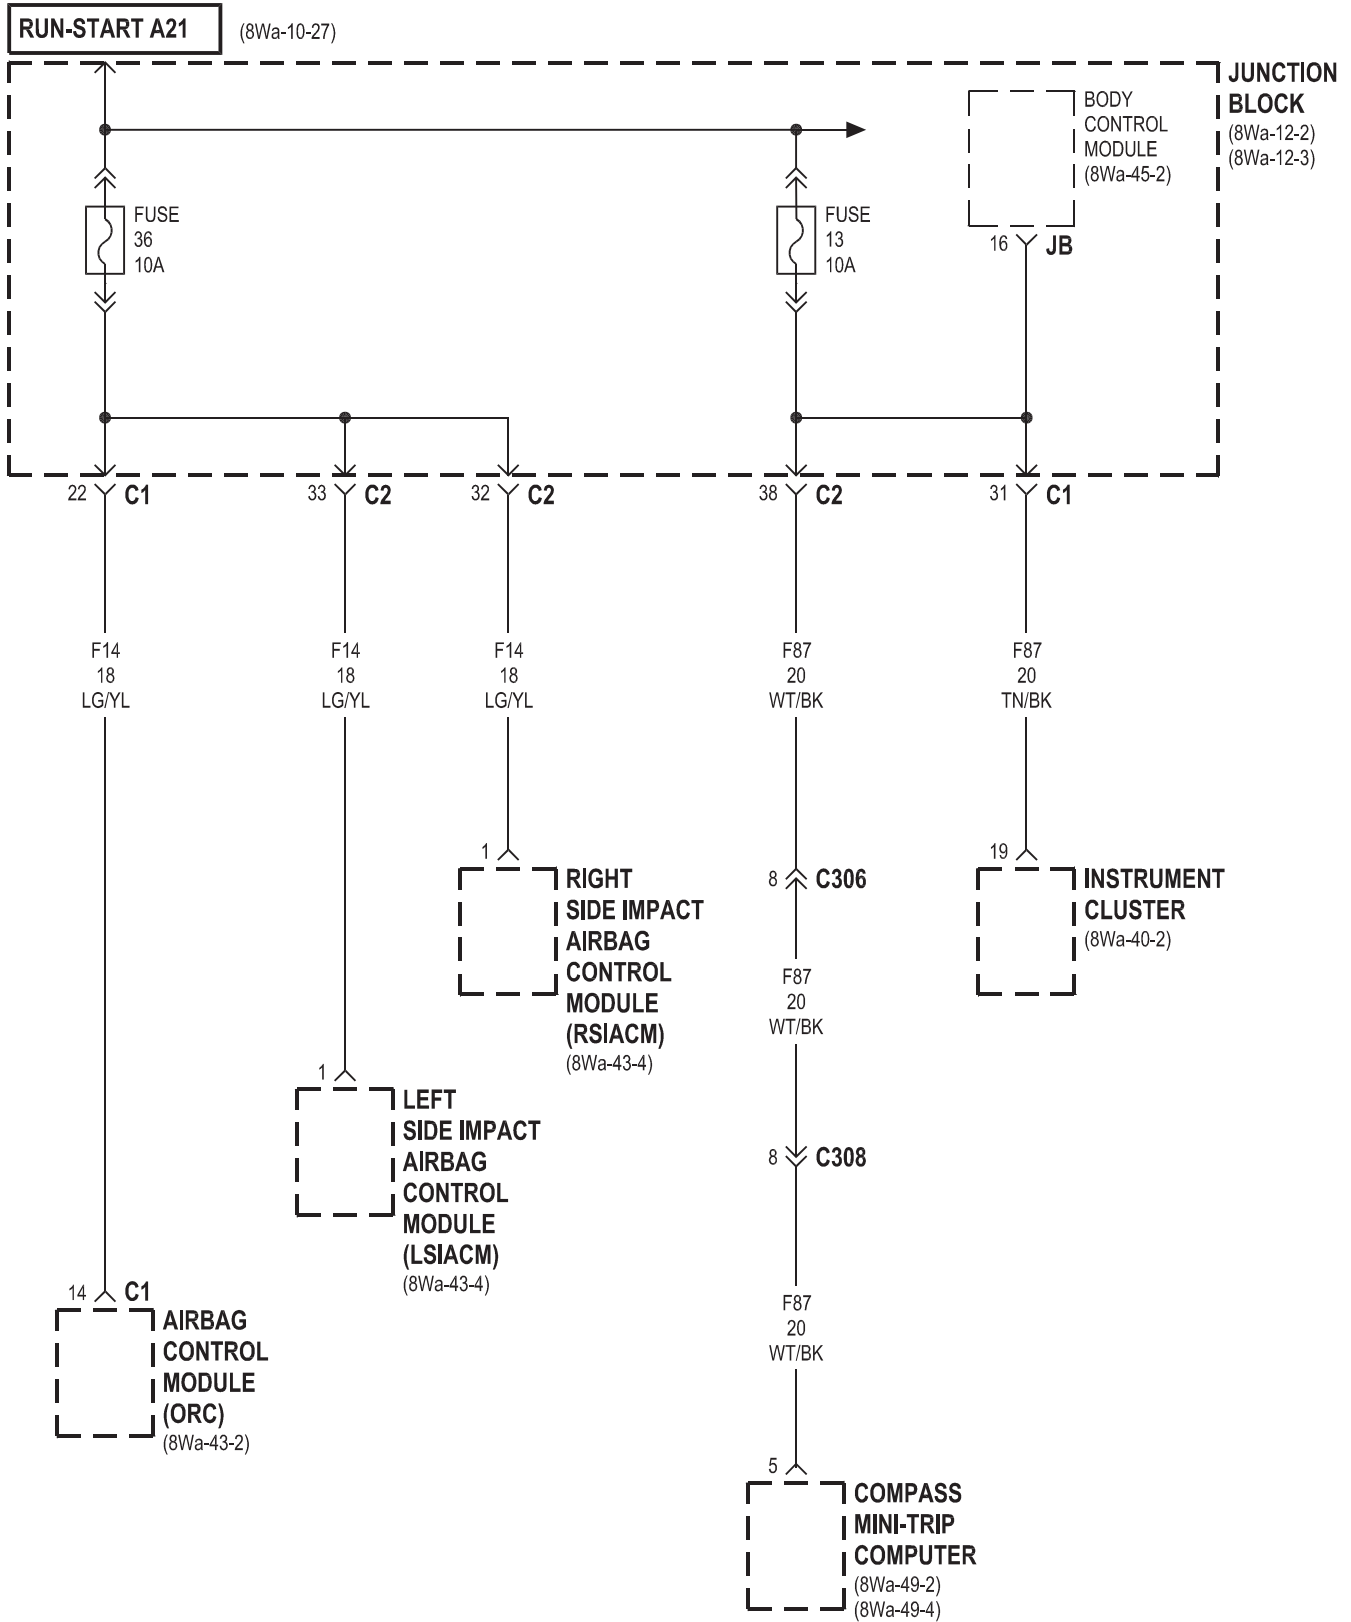 RUN-START A21 (8Wa-10-27)
JUNCTION
BLOCK
(8Wa-12-2)
(8Wa-12-3)
BODY
CONTROL
MODULE
(8Wa-45-2)
FUSE
36
10A
FUSE
13
10A
16 JB
22 C1
33 C2
32 C2
38 C2
31 C1
F14
18
LG/YL
F14
18
LG/YL
F14
18
LG/YL
F87
20
WT/BK
F87
20
TN/BK
1
RIGHT
SIDE IMPACT
AIRBAG
CONTROL
MODULE
(RSIACM)
(8Wa-43-4)
8 C306
19
INSTRUMENT
CLUSTER
(8Wa-40-2)
F87
20
WT/BK
1
LEFT
SIDE IMPACT
AIRBAG
CONTROL
MODULE
(LSIACM)
(8Wa-43-4)
8 C308
14 C1
AIRBAG
CONTROL
MODULE
(ORC)
(8Wa-43-2)
F87
20
WT/BK
5
COMPASS
MINI-TRIP
COMPUTER
(8Wa-49-2)
(8Wa-49-4)